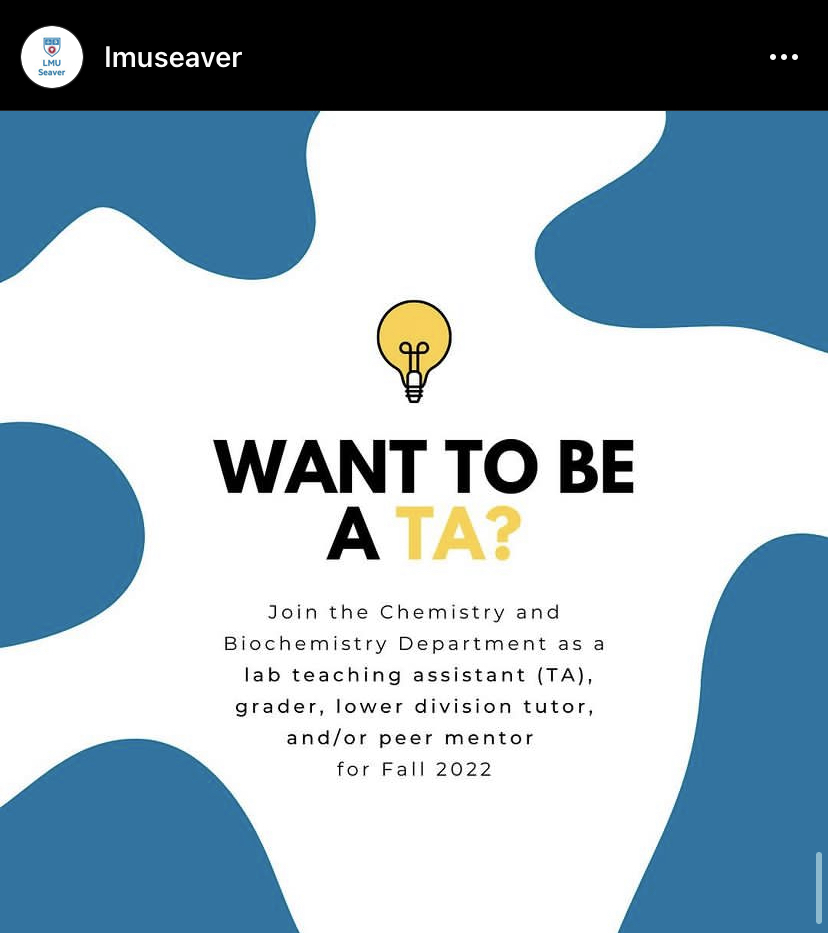 LMU
Seaver
lmuseaver
WANT TO BE
A TA?
Join the Chemistry and
Biochemistry Department as a
lab teaching assistant (TA),
grader, lower division tutor,
and/or peer mentor
for Fall 2022